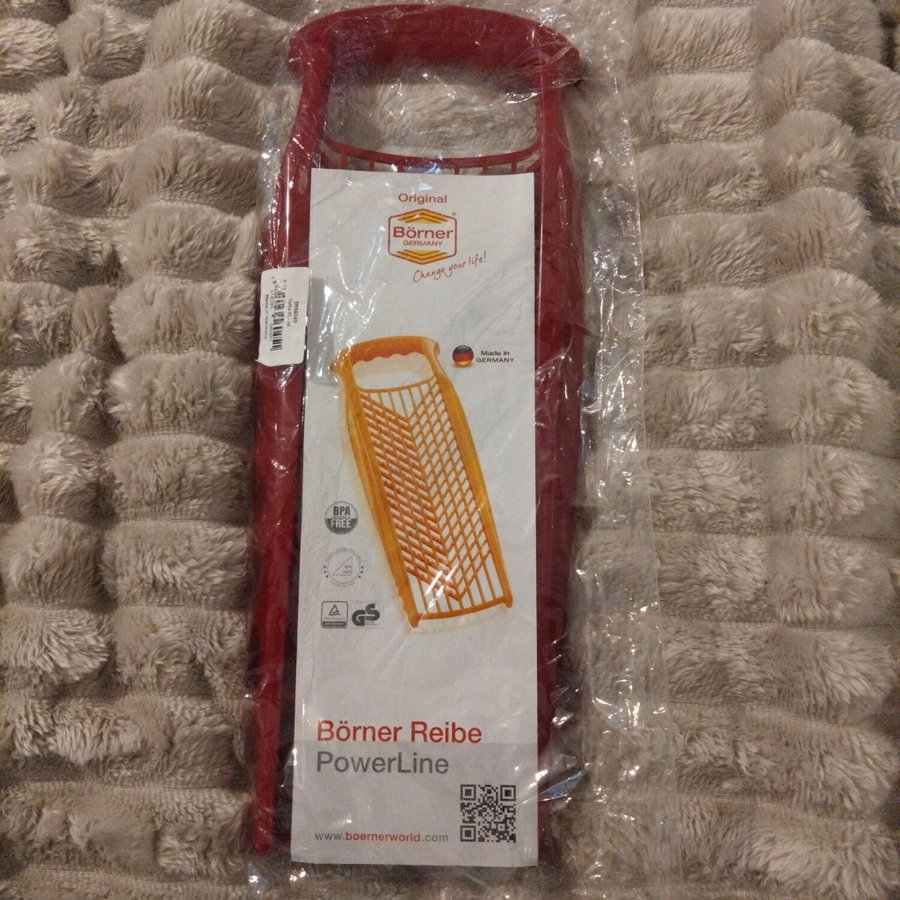 Original
Börner
GERMANY
®
Change your life!
Made in
GERMANY
BPA
FREE
GS
Börner Reibe
PowerLine
www.boernerworld.com